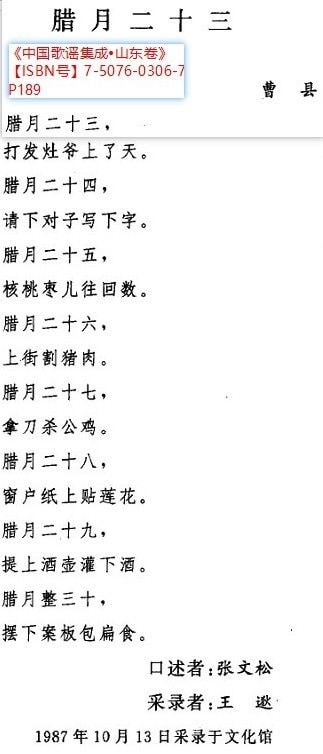 腊月二十三
《中国歌谣集成•山东卷》
【ISBN号】7-5076-0306-7
P189
曹 县
腊月二十三，
打发灶爷上了天。
腊月二十四，
请下对子写下字。
腊月二十五，
核桃枣儿往回数。
腊月二十六，
上街割猪肉。
腊月二十七，
拿刀杀公鸡。
腊月二十八，
窗户纸上贴莲花。
腊月二十九，
提上酒壶灌下酒。
腊月整三十，
摆下案板包扁食。
口述者：张文松
采录者：王 逖
1987年10月13日采录于文化馆